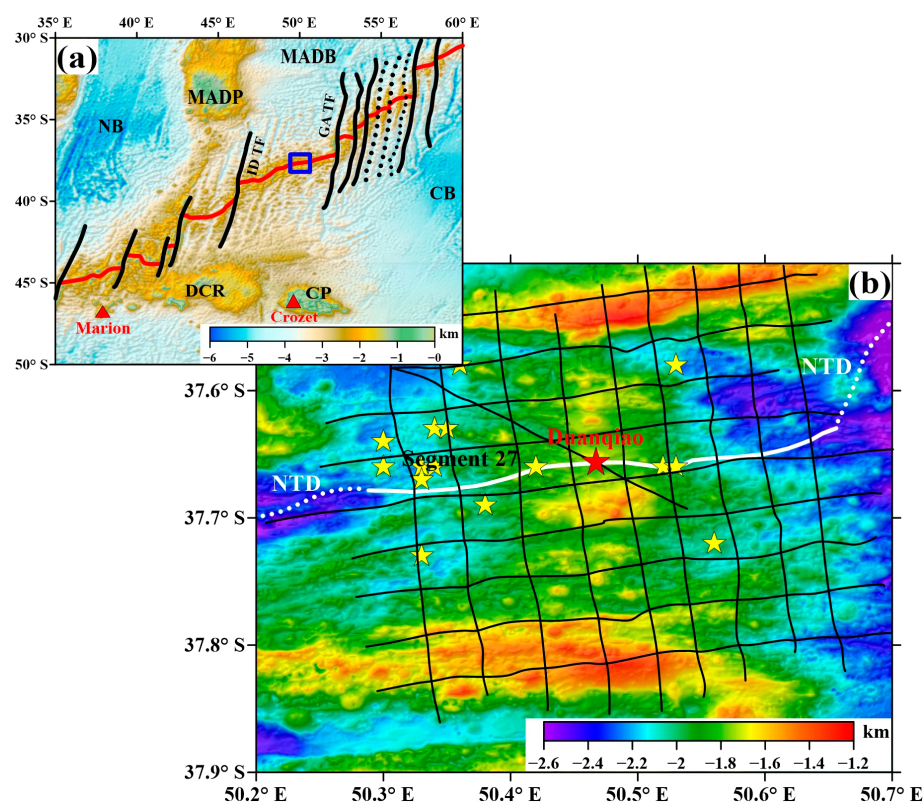 35° E 40° E 45° E 50° E 55° E 60° E
30° S
(a)
MADB
MADP
35° S
GA TF
NB
ID TF
40° S
CB
45° S
DCR
CP
Marion
Crozet
km
−6 −5 −4 −3 −2 −1 −0
50° S
(b)
NTD
37.6° S
Duanqiao
Segment 27
NTD
37.7° S
37.8° S
km
−2.6 −2.4 −2.2 −2 −1.8 −1.6 −1.4 −1.2
37.9° S
50.2° E 50.3° E 50.4° E 50.5° E 50.6° E 50.7° E